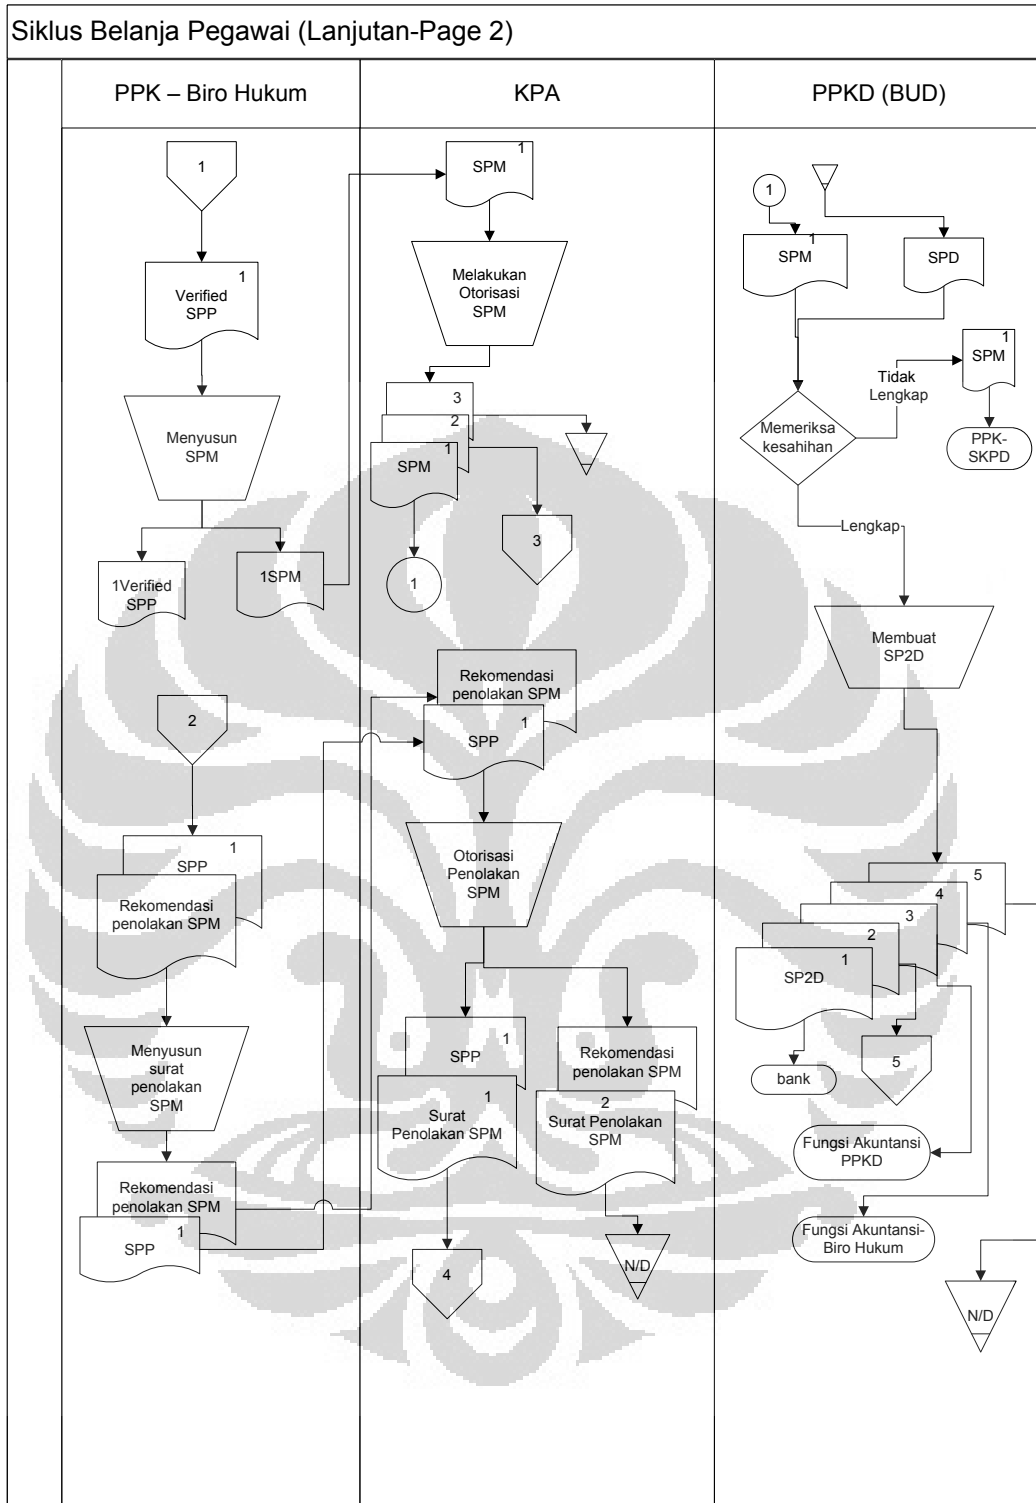 Siklus Belanja Pegawai (Lanjutan-Page 2)
PPK – Biro Hukum
KPA
PPKD (BUD)
1
1
Verified
SPP
Menyusun
SPM
1Verified
SPP
1SPM
2
1
SPP
Rekomendasi
penolakan SPM
Menyusun
surat
penolakan
SPM
Rekomendasi
penolakan SPM
1
SPP
1
SPM
Melakukan
Otorisasi
SPM
3
2
1
SPM
3
1
Rekomendasi
penolakan SPM
1
SPP
Otorisasi
Penolakan
SPM
1
SPP
1
Surat
Penolakan SPM
Rekomendasi
penolakan SPM
2
Surat Penolakan
SPM
4
N/D
1
1
SPM
SPD
1
SPM
Tidak
Lengkap
Memeriksa
kesahihan
PPK-
SKPD
Lengkap
Membuat
SP2D
5
4
3
2
1
SP2D
bank
5
Fungsi Akuntansi
PPKD
Fungsi Akuntansi-
Biro Hukum
N/D